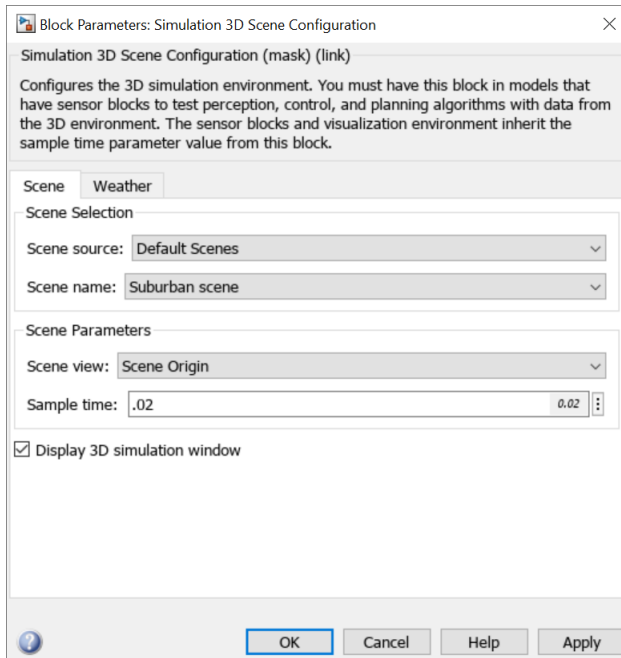 Block Parameters: Simulation 3D Scene Configuration
Simulation 3D Scene Configuration (mask) (link)
Configures the 3D simulation environment. You must have this block in models that
have sensor blocks to test perception, control, and planning algorithms with data from
the 3D environment. The sensor blocks and visualization environment inherit the
sample time parameter value from this block.
Scene Weather
Scene Selection
Scene source: Default Scenes
Scene name: Suburban scene
Scene Parameters
Scene view: Scene Origin
Sample time: .02 0.02
Display 3D simulation window
OK Cancel Help Apply